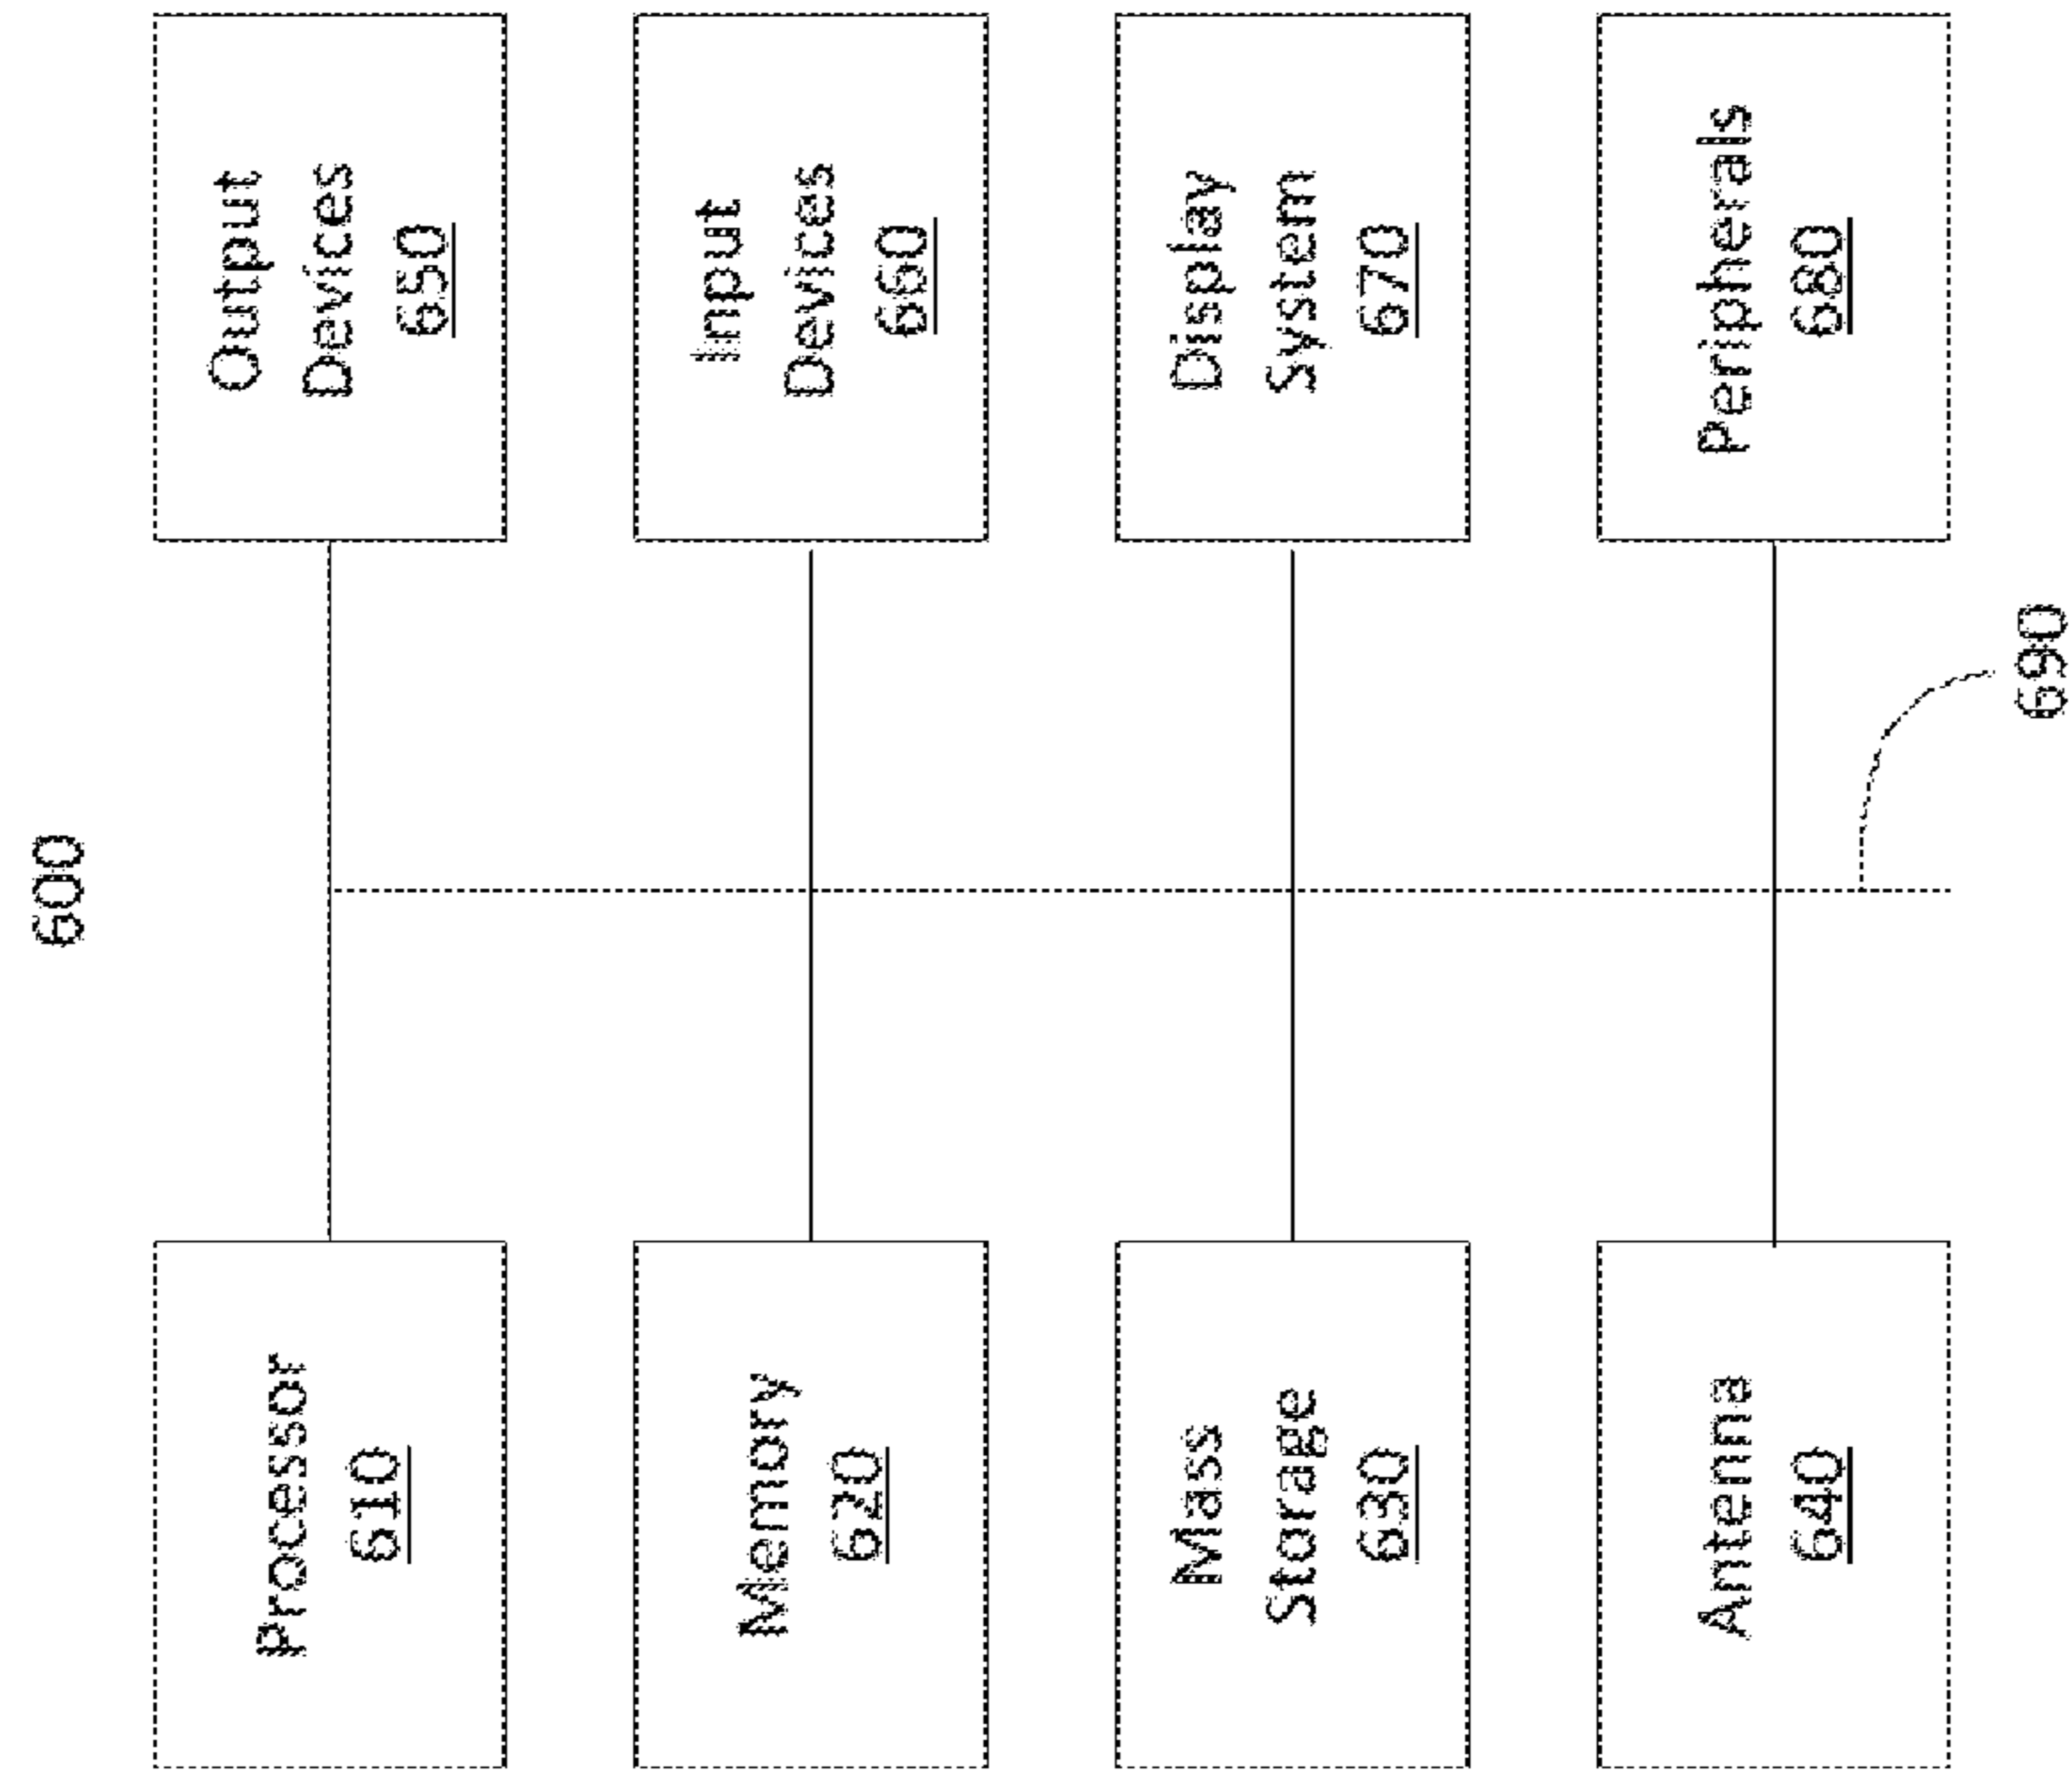 600
Processor
610
Output
Devices
650
Memory
620
Input
Devices
660
Mass
Storage
630
Display
System
670
Antenna
640
Peripherals
680
690